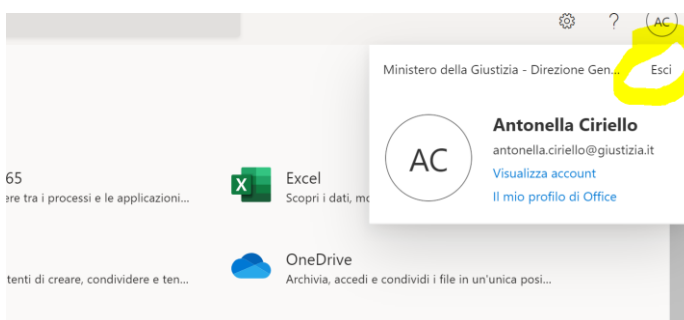 ? AC
Ministero della Giustizia - Direzione Gen... Esci
AC
Antonella Ciriello
antonella.ciriello@giustizia.it
Visualizza account
Il mio profilo di Office
65
ere tra i processi e le applicazioni...
X
Excel
Scopri i dati,
OneDrive
tenti di creare, condividere e ten...
Archivia, accedi e condividi i file in un'unica posi...